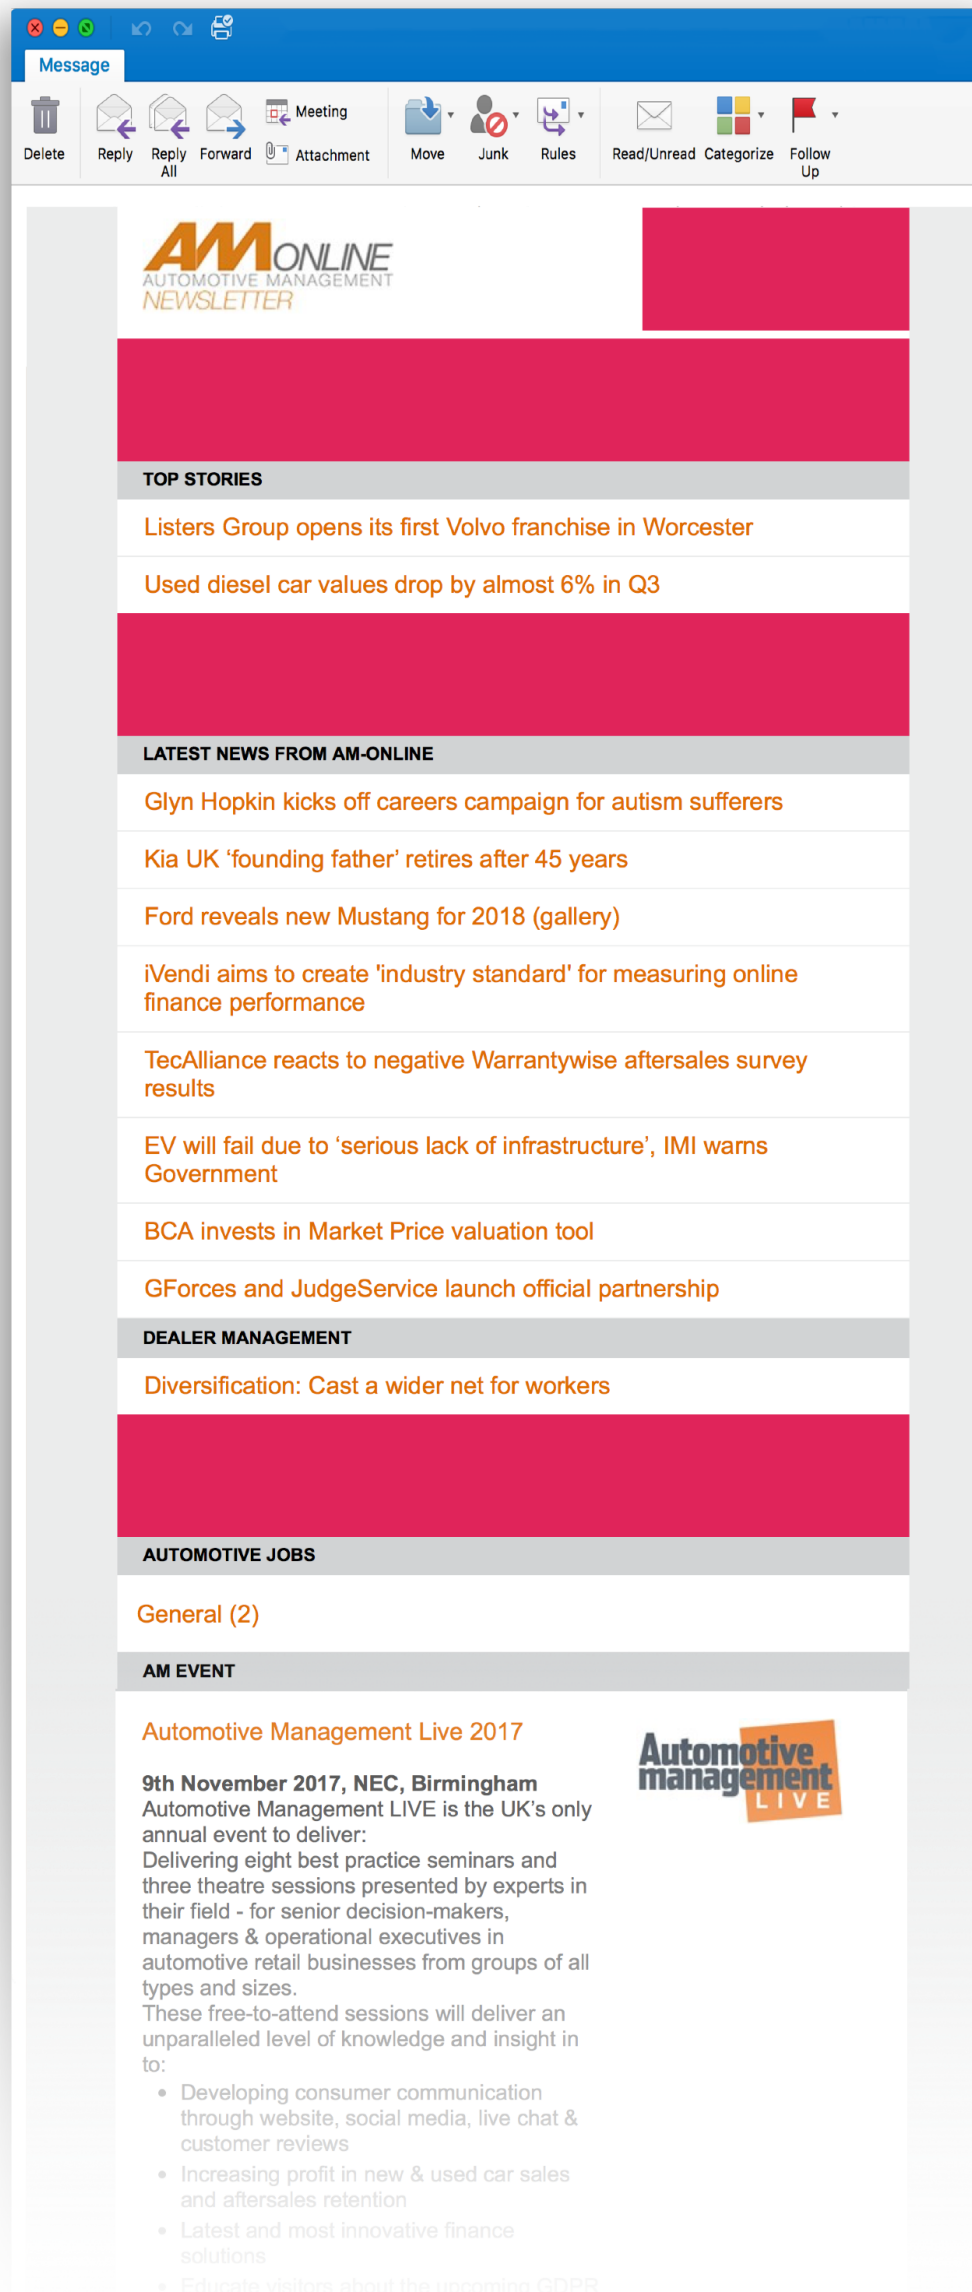 Message
Delete
Reply
Reply All
Forward
Meeting
Attachment
Move
Junk
Rules
Read/Unread
Categorize
Follow Up
AM ONLINE
AUTOMOTIVE MANAGEMENT
NEWSLETTER
TOP STORIES
Listers Group opens its first Volvo franchise in Worcester
Used diesel car values drop by almost 6% in Q3
LATEST NEWS FROM AM-ONLINE
Glyn Hopkin kicks off careers campaign for autism sufferers
Kia UK ‘founding father’ retires after 45 years
Ford reveals new Mustang for 2018 (gallery)
iVendi aims to create 'industry standard' for measuring online
finance performance
TecAlliance reacts to negative Warrantywise aftersales survey
results
EV will fail due to ‘serious lack of infrastructure’, IMI warns
Government
BCA invests in Market Price valuation tool
GForces and JudgeService launch official partnership
DEALER MANAGEMENT
Diversification: Cast a wider net for workers
AUTOMOTIVE JOBS
General (2)
AM EVENT
Automotive Management Live 2017
Automotive
management
LIVE
9th November 2017, NEC, Birmingham
Automotive Management LIVE is the UK’s only
annual event to deliver:
Delivering eight best practice seminars and
three theatre sessions presented by experts in
their field - for senior decision-makers,
managers & operational executives in
automotive retail businesses from groups of all
types and sizes.
These free-to-attend sessions will deliver an
unparalleled level of knowledge and insight in
to:
• Developing consumer communication
through website, social media, live chat &
customer reviews
• Increasing profit in new & used car sales
and aftersales retention
• Latest and most innovative finance
solutions
• Educate visitors about the upcoming GDPR